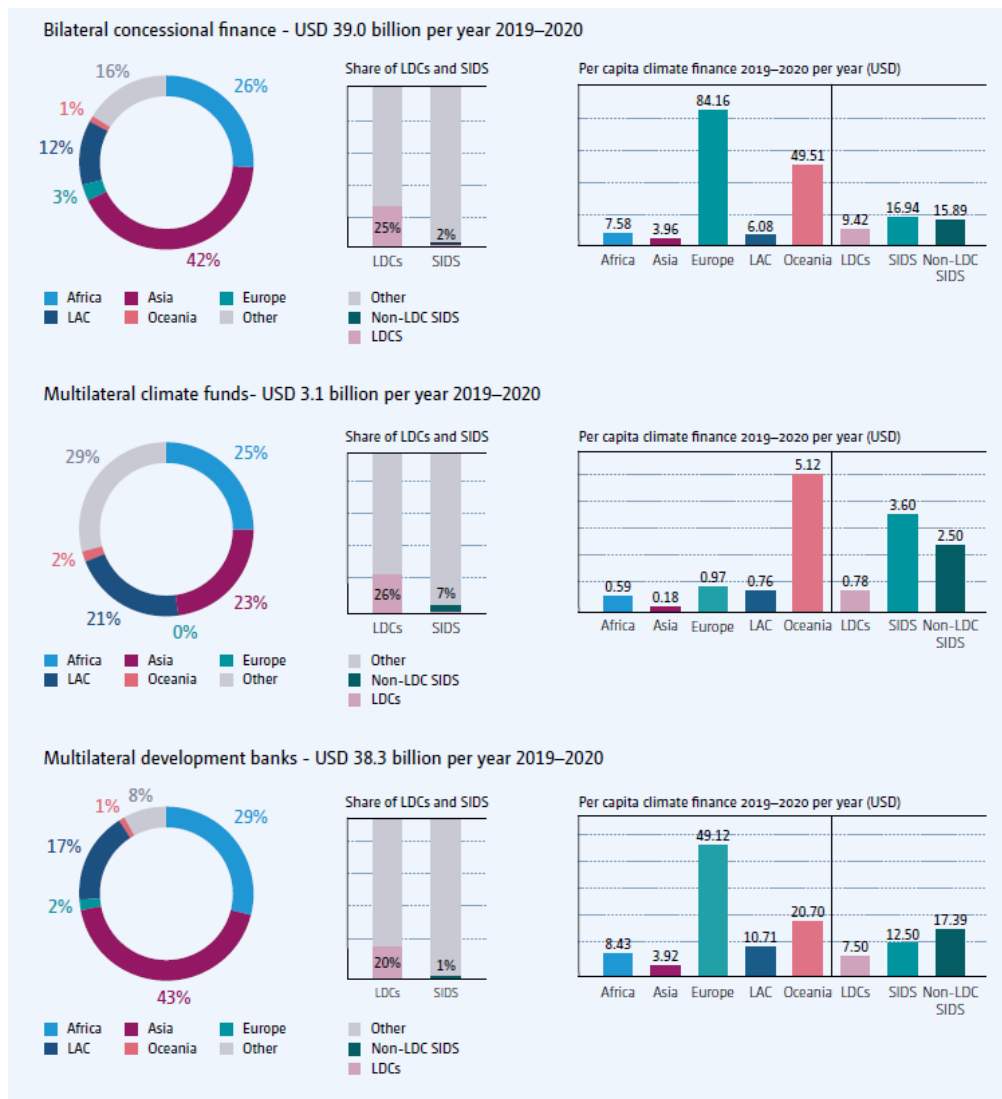 Bilateral concessional finance - USD 39.0 billion per year 2019–2020
16%
26%
1%
12%
3%
42%
Africa Asia Europe
LAC Oceania Other
Share of LDCs and SIDS
25%
2%
LDCs SIDS
Other
Non-LDC SIDS
LDCS
Per capita climate finance 2019–2020 per year (USD)
84.16
49.51
7.58 3.96 6.08 9.42 16.94 15.89
Africa Asia Europe LAC Oceania LDCs SIDS Non-LDC
SIDS
Multilateral climate funds- USD 3.1 billion per year 2019–2020
29%
25%
2%
21%
0%
23%
Africa Asia Europe
LAC Oceania Other
Share of LDCs and SIDS
26%
7%
LDCs SIDS
Other
Non-LDC SIDS
LDCs
Per capita climate finance 2019–2020 per year (USD)
5.12
3.60
2.50
0.59 0.18 0.97 0.76 0.78
Africa Asia Europe LAC Oceania LDCs SIDS Non-LDC
SIDS
Multilateral development banks - USD 38.3 billion per year 2019–2020
8%
1%
29%
17%
2%
43%
Africa Asia Europe
LAC Oceania Other
Share of LDCs and SIDS
20%
1%
LDCs SIDS
Other
Non-LDC SIDS
LDCs
Per capita climate finance 2019–2020 per year (USD)
49.12
20.70
8.43 3.92 10.71 7.50 12.50 17.39
Africa Asia Europe LAC Oceania LDCs SIDS Non-LDC
SIDS